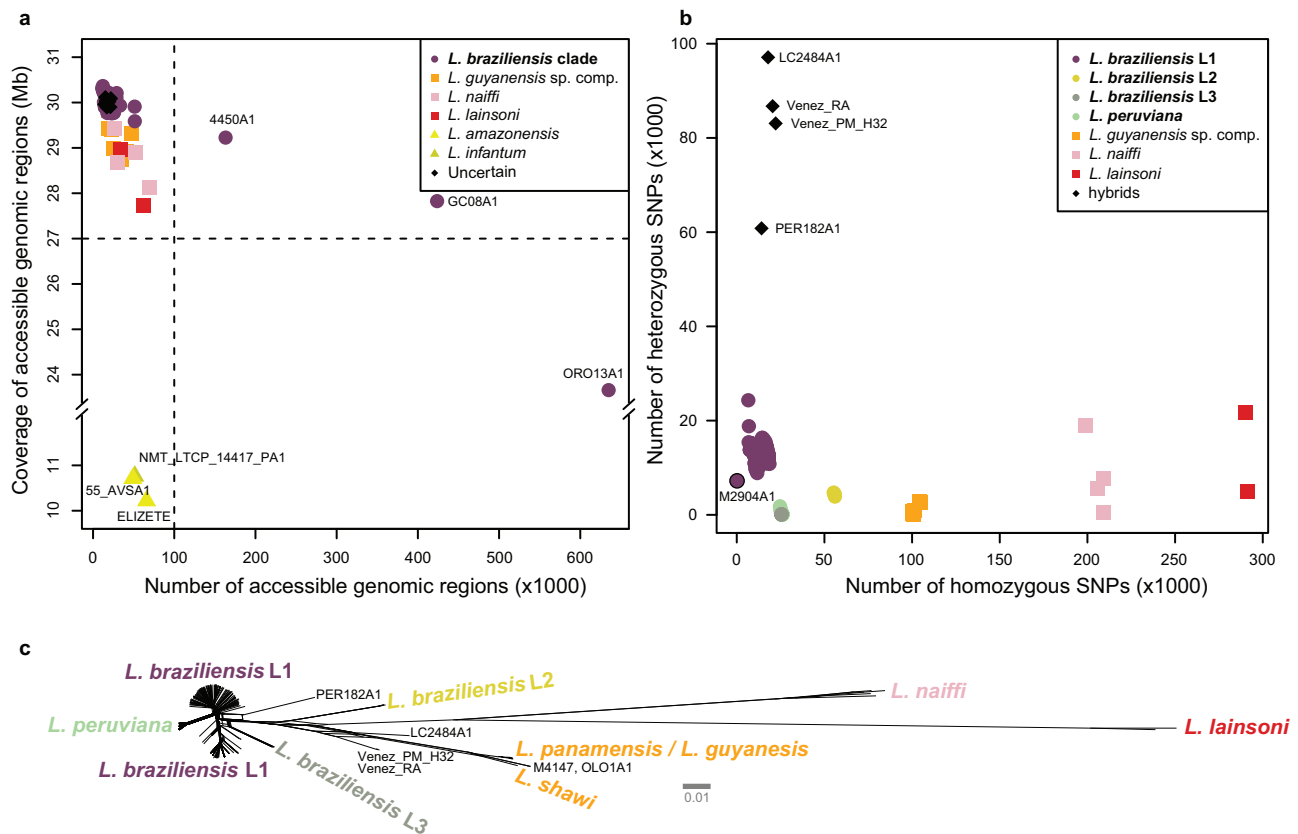 a
Coverage of accessible genomic regions (Mb)
31
30
29
28
27
26
25
24
11
10
4450A1
GC08A1
ORO13A1
NMT_LTCP_14417_PA1
55_AVSA1
ELIZETE
L. braziliensis clade
L. guyanensis sp. comp.
L. naiffi
L. lainsoni
L. amazonensis
L. infantum
Uncertain
0 100 200 300 400 500 600
Number of accessible genomic regions (x1000)
b
Number of heterozygous SNPs (x1000)
100
80
60
40
20
0
LC2484A1
Venez_RA
Venez_PM_H32
PER182A1
M2904A1
L. braziliensis L1
L. braziliensis L2
L. braziliensis L3
L. peruviana
L. guyanensis sp. comp.
L. naiffi
L. lainsoni
hybrids
0 50 100 150 200 250 300
Number of homozygous SNPs (x1000)
c
L. braziliensis L1
PER182A1
L. braziliensis L2
L. naiffi
L. peruviana
L. lainsoni
LC2484A1
L. braziliensis L1
L. braziliensis L3
Venez_PM_H32
Venez_RA
L. panamensis / L. guyanesis
M4147, OLO1A1
L. shawi
0.01